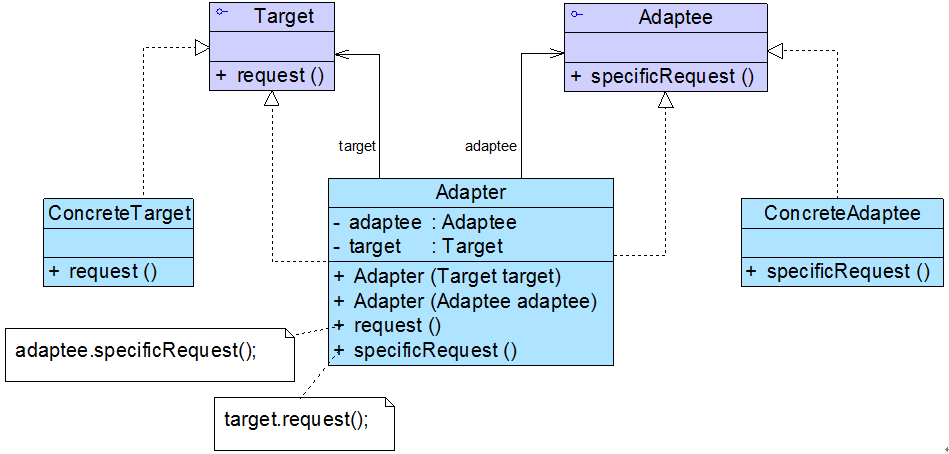 Target
+ request ()
Adaptee
+ specificRequest ()
target
adaptee
ConcreteTarget
+ request ()
Adapter
- adaptee : Adaptee
- target : Target
+ Adapter (Target target)
+ Adapter (Adaptee adaptee)
+ request ()
+ specificRequest ()
ConcreteAdaptee
+ specificRequest ()
adaptee.specificRequest();
target.request();